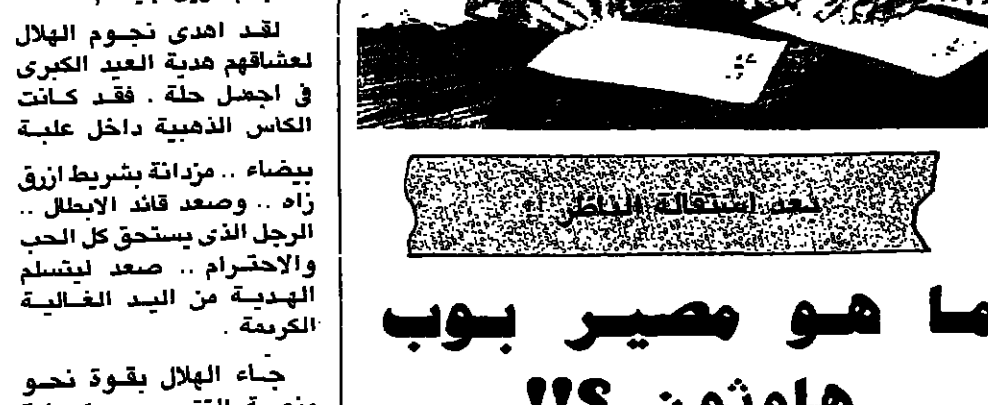 لقد اهدى نجوم الهلال
لعشاقهم هدية العيد الكبرى
في اجمل حلة . فقد كانت
الكاس الذهبية داخل علبة
بيضاء .. مزدانة بشريط ازرق
زاه .. وصعد قائد الابطال ..
الرجل الذى يستحق كل الحب
والاحترام .. صعد ليتسلم
الهدية من اليد الغالية
الكريمة .
جاء الهلال بقوة نحو
بعد استقالة الناظر
ما هو مصير بوب
هاوثون ؟!!